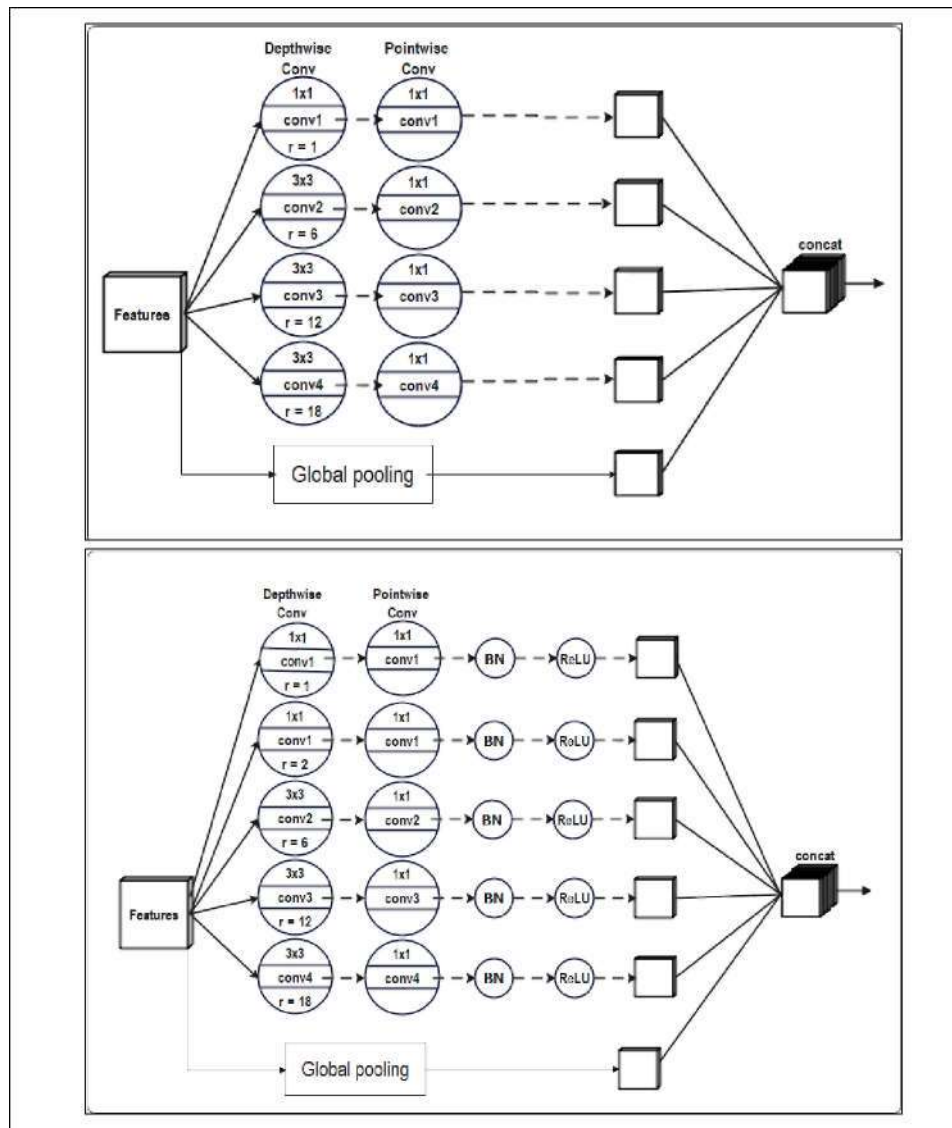 Depthwise Conv
Pointwise Conv
1x1
conv1
r = 1
1x1
conv1
3x3
conv2
r = 6
1x1
conv2
concat
Features
3x3
conv3
r = 12
1x1
conv3
3x3
conv4
r = 18
1x1
conv4
Global pooling
Depthwise Conv
Pointwise Conv
1x1
conv1
r = 1
1x1
conv1
BN
ReLU
1x1
conv1
r = 2
1x1
conv1
BN
ReLU
3x3
conv2
r = 6
1x1
conv2
BN
ReLU
concat
Features
3x3
conv3
r = 12
1x1
conv3
BN
ReLU
3x3
conv4
r = 18
1x1
conv4
BN
ReLU
Global pooling